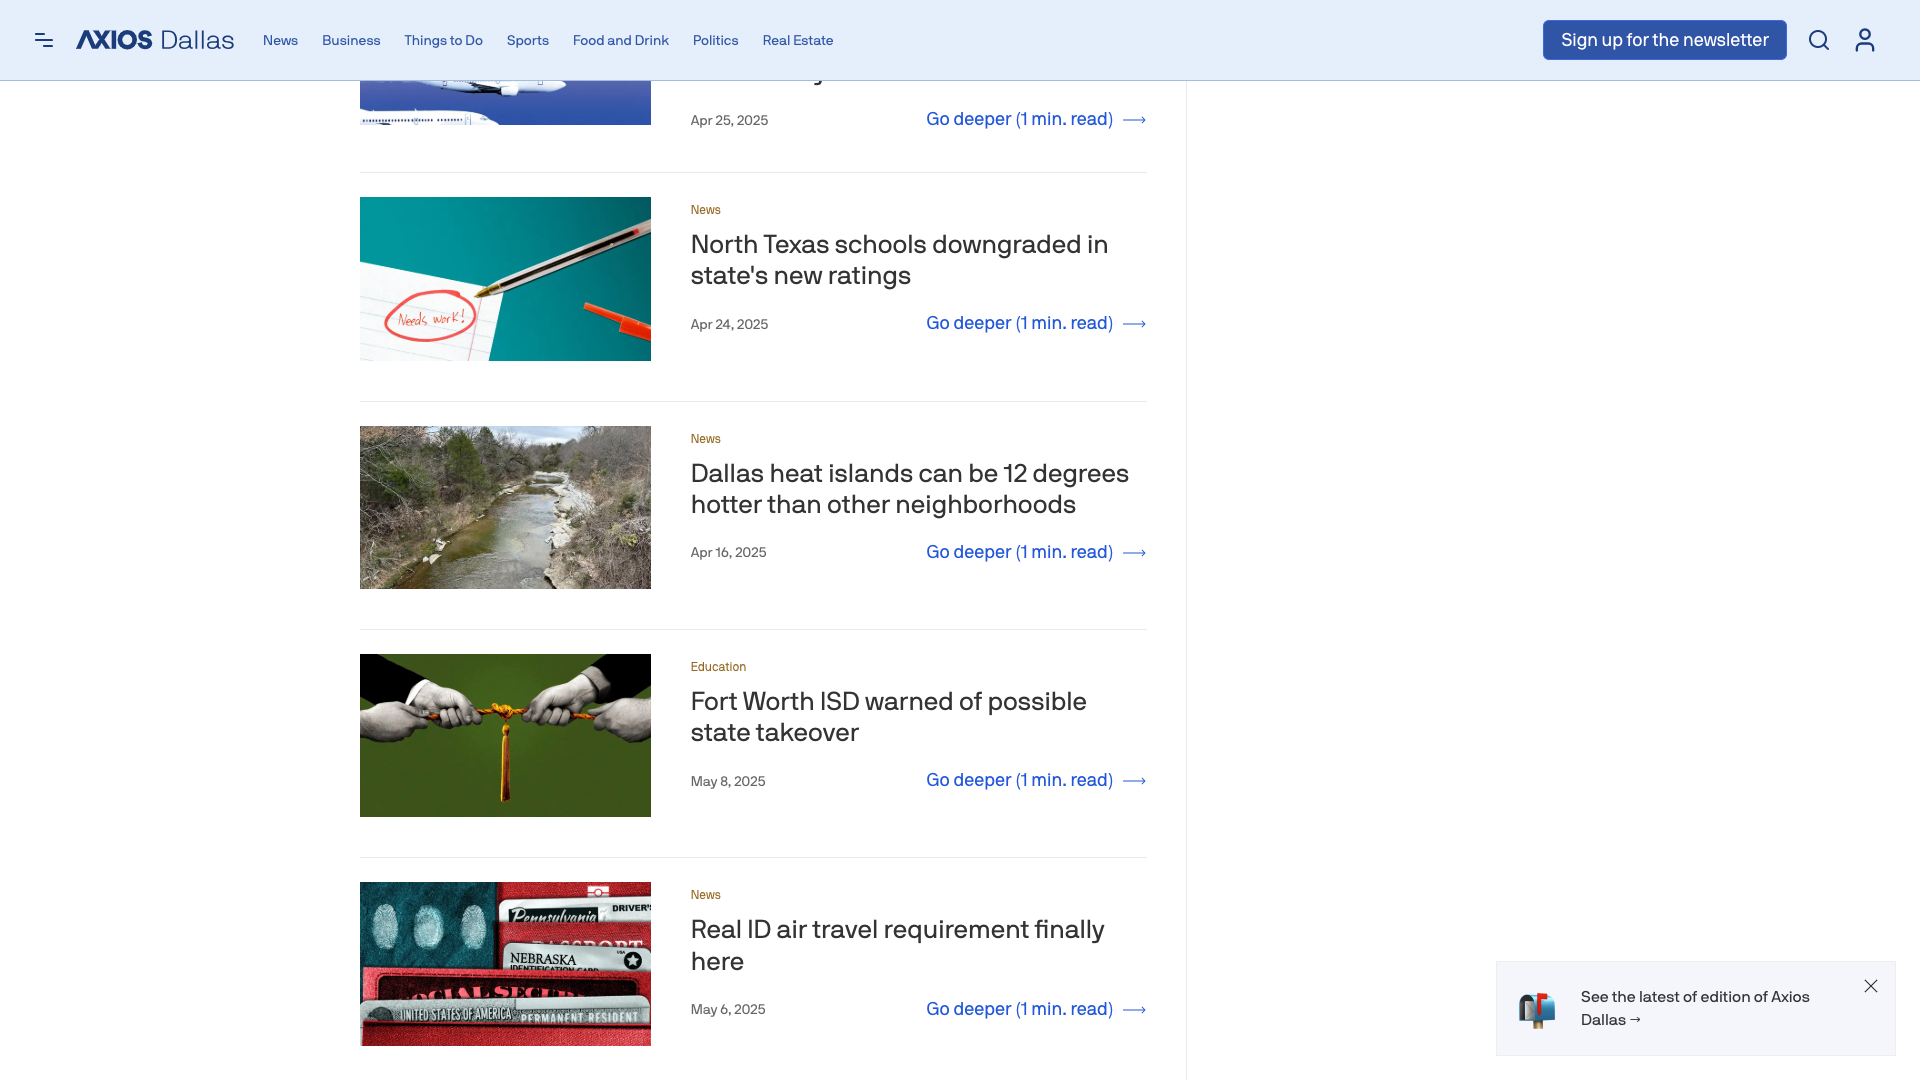 AXIOS Dallas
News
Business
Things to Do
Sports
Food and Drink
Politics
Real Estate
Sign up for the newsletter
Apr 25, 2025
Go deeper (1 min. read)
News
North Texas schools downgraded in
state's new ratings
Needs work!
Apr 24, 2025
Go deeper (1 min. read)
News
Dallas heat islands can be 12 degrees
hotter than other neighborhoods
Apr 16, 2025
Go deeper (1 min. read)
Education
Fort Worth ISD warned of possible
state takeover
May 8, 2025
Go deeper (1 min. read)
News
Real ID air travel requirement finally
here
May 6, 2025
Go deeper (1 min. read)
Pennsylvania
DRIVER'S
PASSPORT
NEBRASKA
USA
IDENTIFICATION CARD
UNITED STATES OF AMERICA
PERMANENT RESIDENT
See the latest of edition of Axios
Dallas →